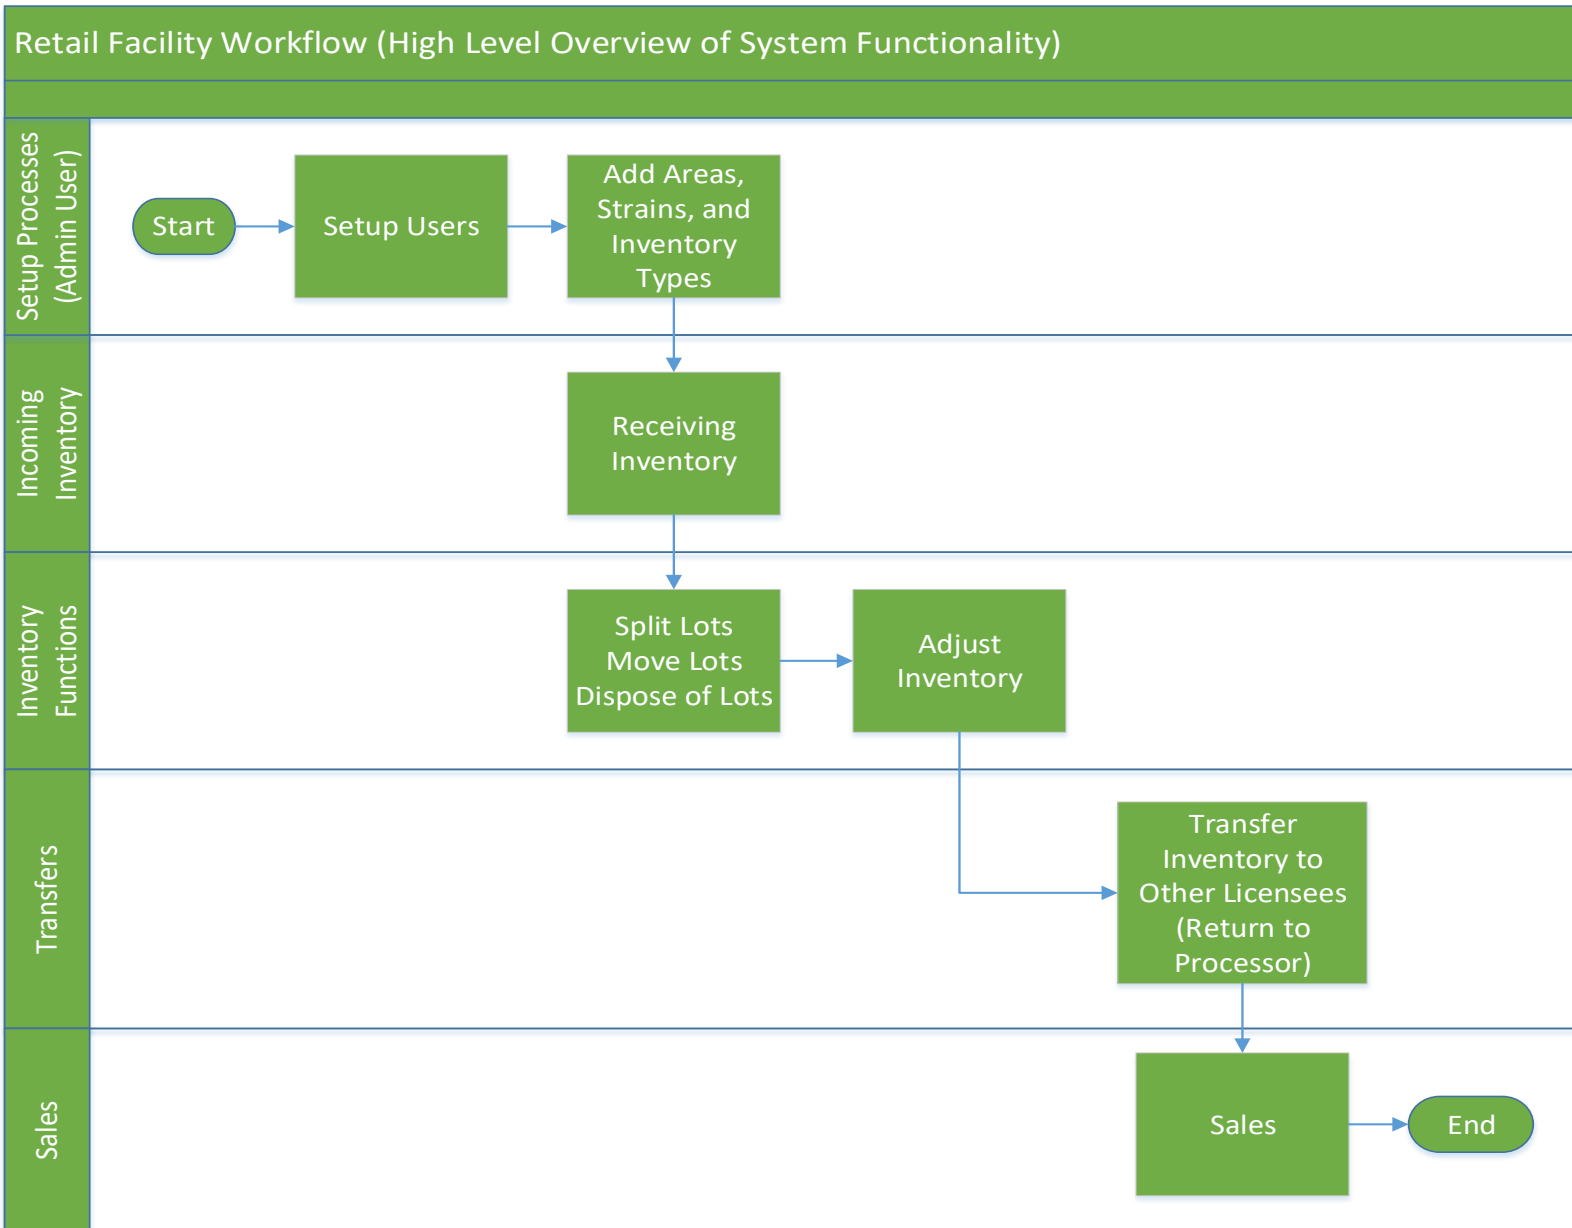 Retail Facility Workflow (High Level Overview of System Functionality)
Setup Processes
(Admin User)
Start
Setup Users
Add Areas,
Strains, and
Inventory
Types
Incoming
Inventory
Receiving
Inventory
Inventory
Functions
Split Lots
Move Lots
Dispose of Lots
Adjust
Inventory
Transfers
Transfer
Inventory to
Other Licensees
(Return to
Processor)
Sales
Sales
End